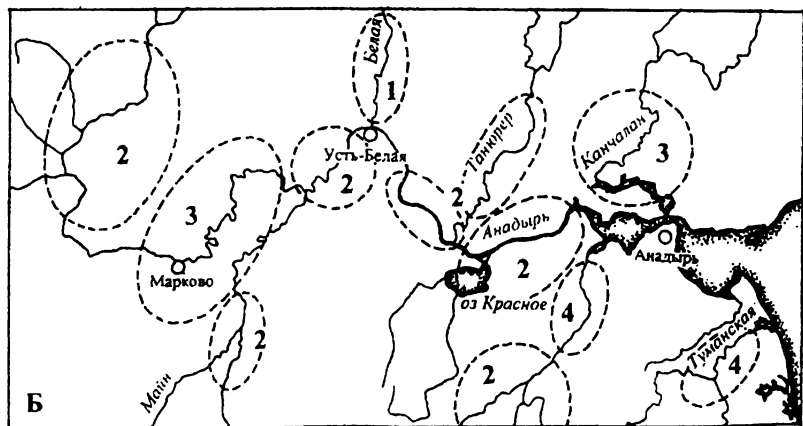 Белая
1
2
Усть-Белая
2
Танюрер
2
Канчалан
3
3
Марково
Анадырь
2
Анадырь
оз Красное
4
2
Майн
2
Туманская
4
Б